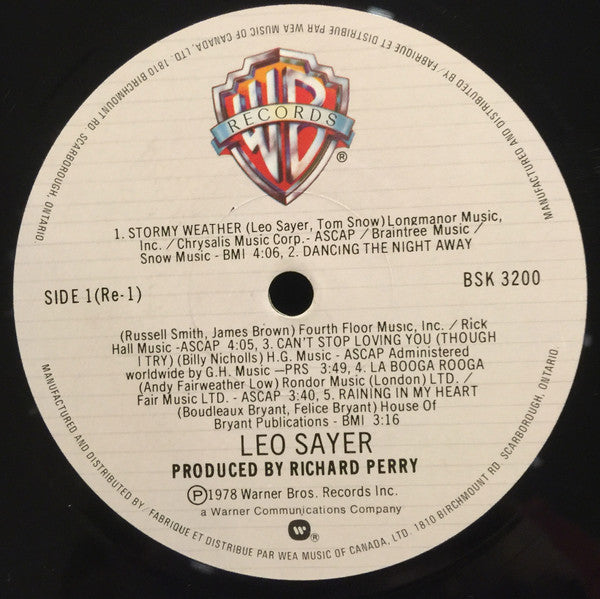 MANUFACTURED AND DISTRIBUTED BY / FABRIQUE ET DISTRIBUE PAR WEA MUSIC OF CANADA, LTD. 1810 BIRCHMOUNT RD. SCARBOROUGH, ONTARIO.
WB
RECORDS
®
1. STORMY WEATHER (Leo Sayer, Tom Snow) Longmanor Music,
Inc. / Chrysalis Music Corp. - ASCAP / Braintree Music /
Snow Music - BMI 4:06, 2. DANCING THE NIGHT AWAY
SIDE 1 (Re-1)
BSK 3200
(Russell Smith, James Brown) Fourth Floor Music, Inc. / Rick
Hall Music -ASCAP 4:05, 3. CAN'T STOP LOVING YOU (THOUGH
I TRY) (Billy Nicholls) H.G. Music - ASCAP Administered
worldwide by G.H. Music —PRS 3:49, 4. LA BOOGA ROOGA
(Andy Fairweather Low) Rondor Music (London) LTD. /
Fair Music LTD. - ASCAP 3:40, 5. RAINING IN MY HEART
(Boudleaux Bryant, Felice Bryant) House Of
Bryant Publications - BMI 3:16
LEO SAYER
PRODUCED BY RICHARD PERRY
℗1978 Warner Bros. Records Inc.
a Warner Communications Company
W
®
MANUFACTURED AND DISTRIBUTED BY / FABRIQUE ET DISTRIBUE PAR WEA MUSIC OF CANADA, LTD. 1810 BIRCHMOUNT RD. SCARBOROUGH, ONTARIO.